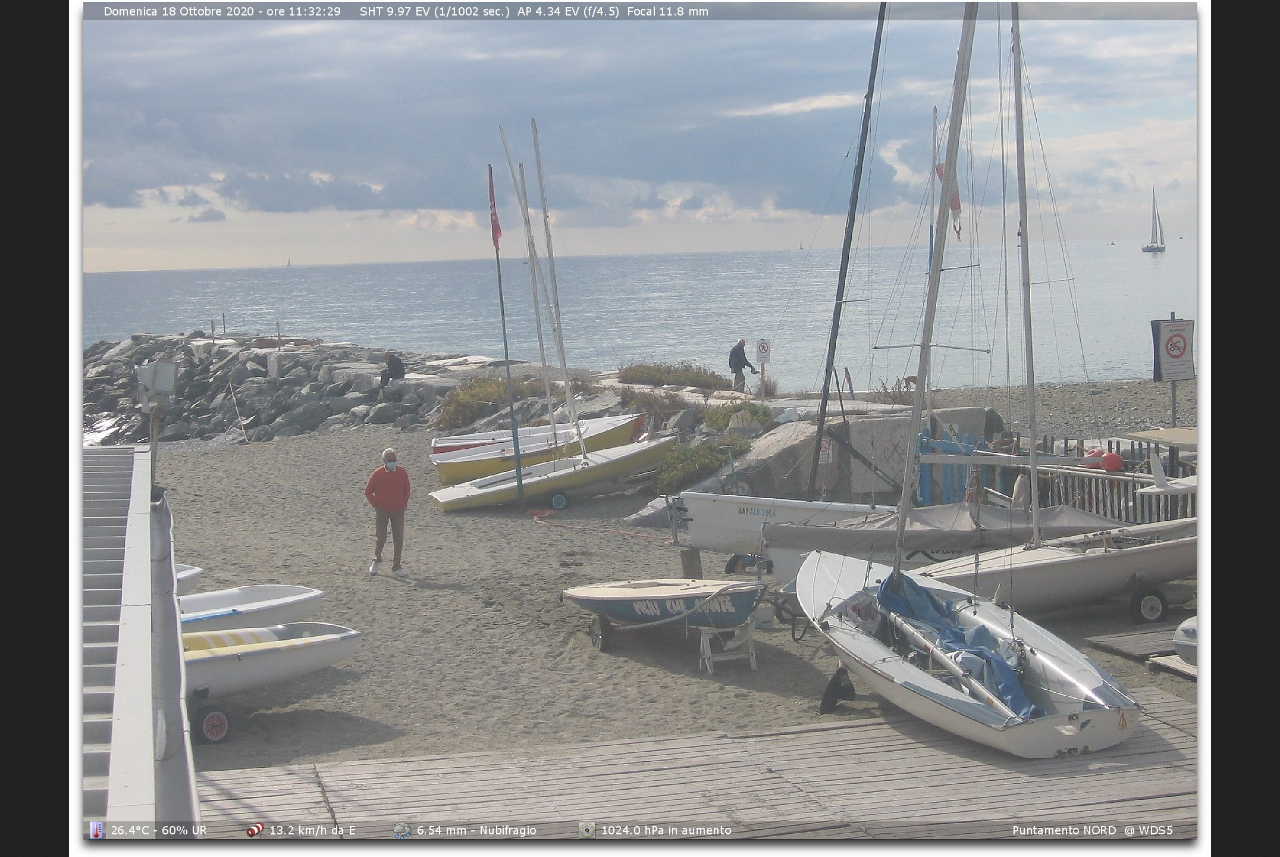 Domenica 18 Ottobre 2020 - ore 11:32:29 SHT 9.97 EV (1/1002 sec.) AP 4.34 EV (f/4.5) Focal 11.8 mm
26.4°C - 60% UR 13.2 km/h da E 6.54 mm - Nubifragio 1024.0 hPa in aumento Puntamento NORD @ WDS5